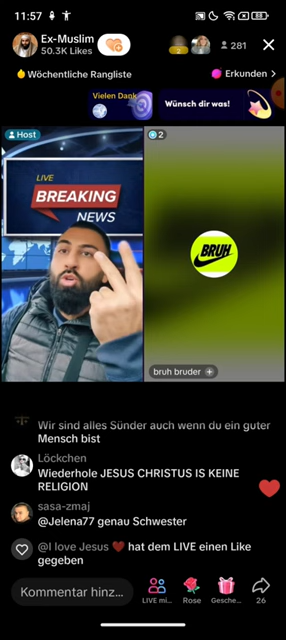 11:57
88
Ex-Muslim
50.3K Likes
281
Wöchentliche Rangliste
Erkunden >
Vielen Dank
Wünsch dir was!
Host
LIVE
BREAKING
NEWS
2
BRUH
bruh bruder +
Wir sind alles Sünder auch wenn du ein guter
Mensch bist
Löckchen
Wiederhole JESUS CHRISTUS IS KEINE
RELIGION
sasa-zmaj
@Jelena77 genau Schwester
@I love Jesus ❤️ hat dem LIVE einen Like
gegeben
Kommentar hinz...
LIVE mi...
Rose
Gesche...
26